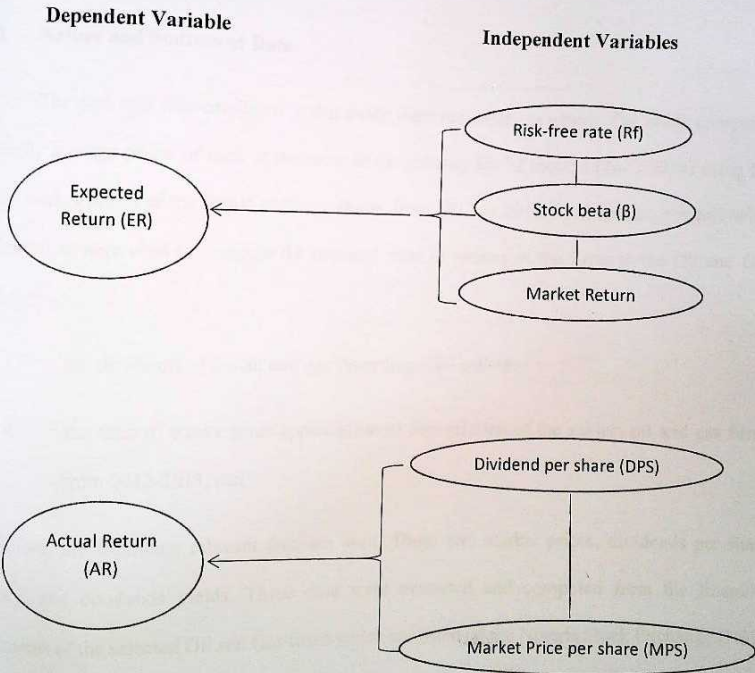 Dependent Variable
Independent Variables
Risk-free rate (Rf)
Expected
Return (ER)
Stock beta (β)
Market Return
Dividend per share (DPS)
Actual Return
(AR)
Market Price per share (MPS)